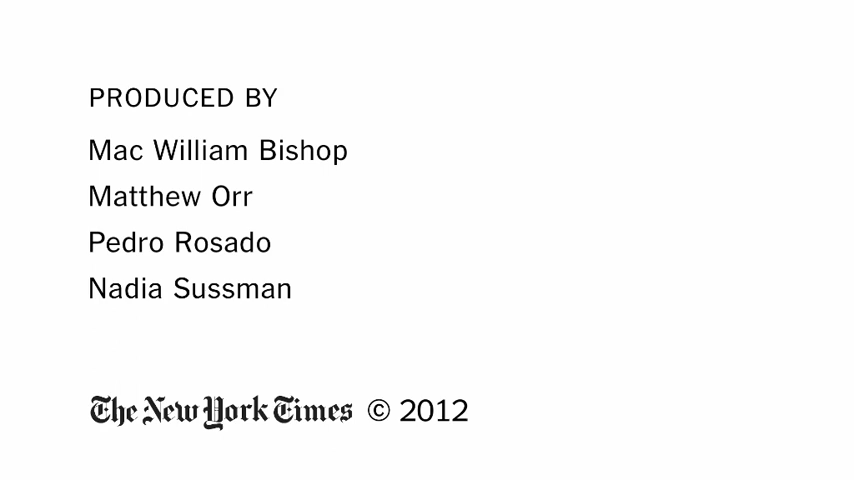 PRODUCED BY
Mac William Bishop
Matthew Orr
Pedro Rosado
Nadia Sussman
The New York Times © 2012